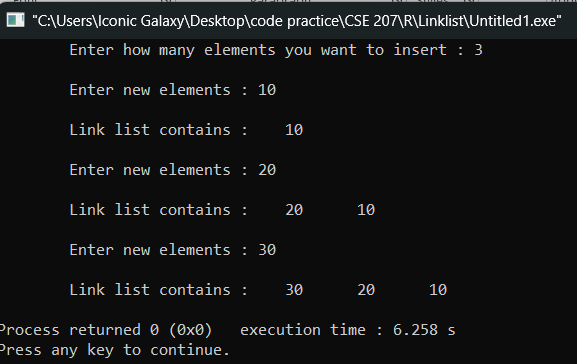 "C:\Users\Iconic Galaxy\Desktop\code practice\CSE 207\R\Linklist\Untitled1.exe"
Enter how many elements you want to insert : 3
Enter new elements : 10
Link list contains : 10
Enter new elements : 20
Link list contains : 20 10
Enter new elements : 30
Link list contains : 30 20 10
Process returned 0 (0x0) execution time : 6.258 s
Press any key to continue.